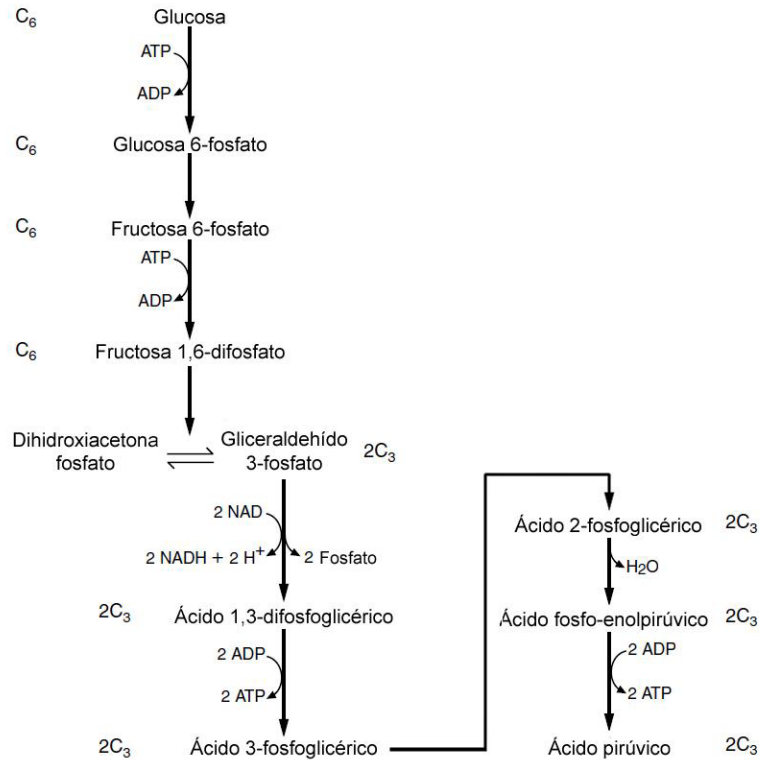 C6 Glucosa
ATP
ADP
C6 Glucosa 6-fosfato
C6 Fructosa 6-fosfato
ATP
ADP
C6 Fructosa 1,6-difosfato
Dihidroxiacetona
fosfato
Gliceraldehído
3-fosfato
2C3
2 NAD
2 NADH + 2 H+
2 Fosfato
2C3 Ácido 1,3-difosfoglicérico
2 ADP
2 ATP
2C3 Ácido 3-fosfoglicérico
Ácido 2-fosfoglicérico 2C3
H2O
Ácido fosfo-enolpirúvico 2C3
2 ADP
2 ATP
Ácido pirúvico 2C3